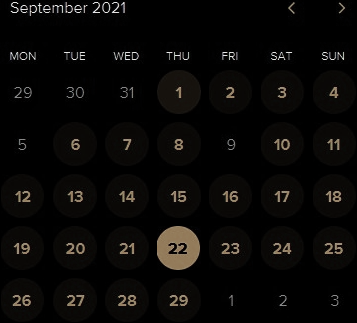 September 2021
MON TUE WED THU FRI SAT SUN
29 30 31 1 2 3 4
5 6 7 8 9 10 11
12 13 14 15 16 17 18
19 20 21 22 23 24 25
26 27 28 29 1 2 3